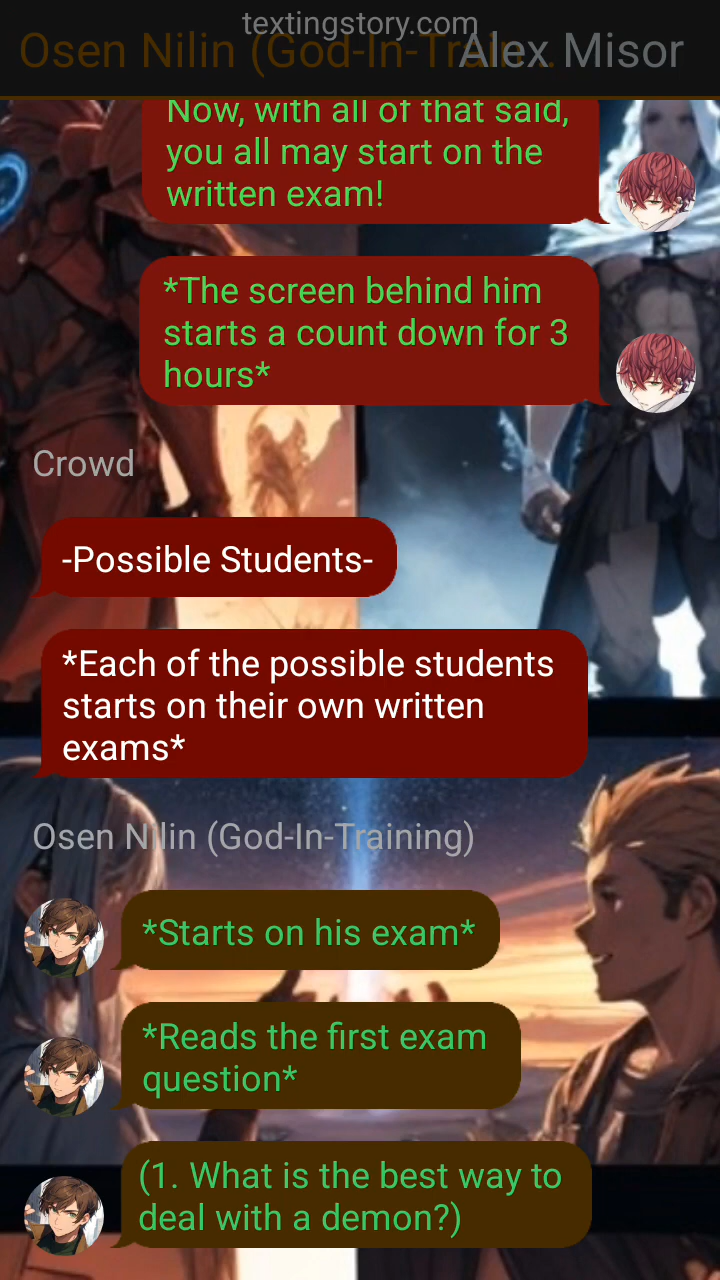 textingstory.com
Osen Nilin (God-In-Train...
Alex Misor
Now, with all of that said,
you all may start on the
written exam!
*The screen behind him
starts a count down for 3
hours*
Crowd
-Possible Students-
*Each of the possible students
starts on their own written
exams*
Osen Nilin (God-In-Training)
*Starts on his exam*
*Reads the first exam
question*
(1. What is the best way to
deal with a demon?)